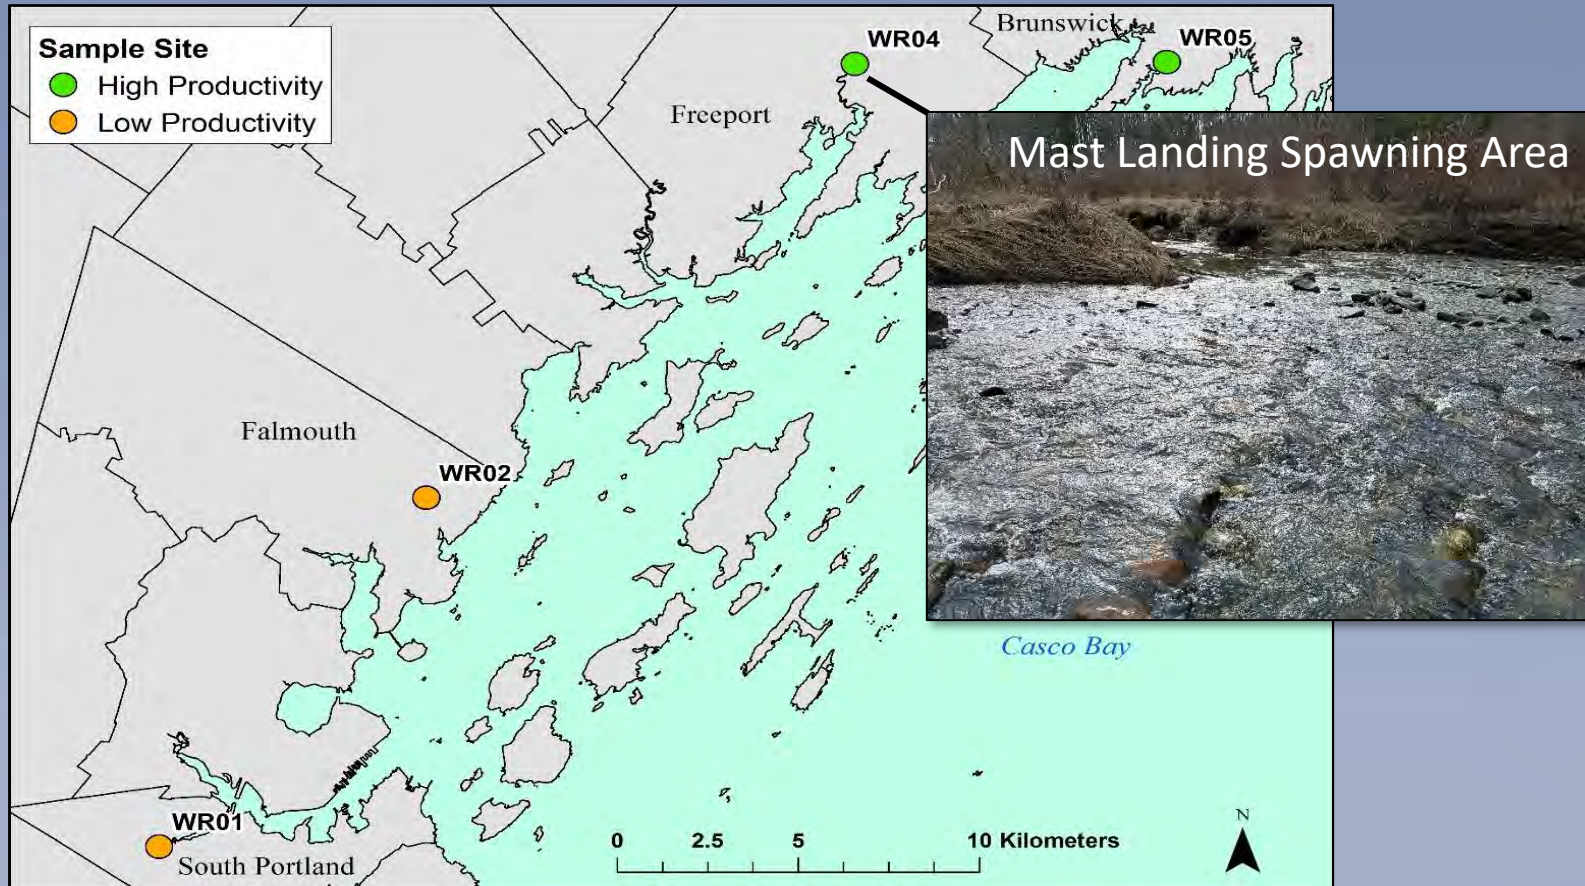 Sample Site
High Productivity
Low Productivity
Brunswick
WR04
WR05
Freeport
Mast Landing Spawning Area
Falmouth
WR02
Casco Bay
WR01
South Portland
0 2.5 5 10 Kilometers
N